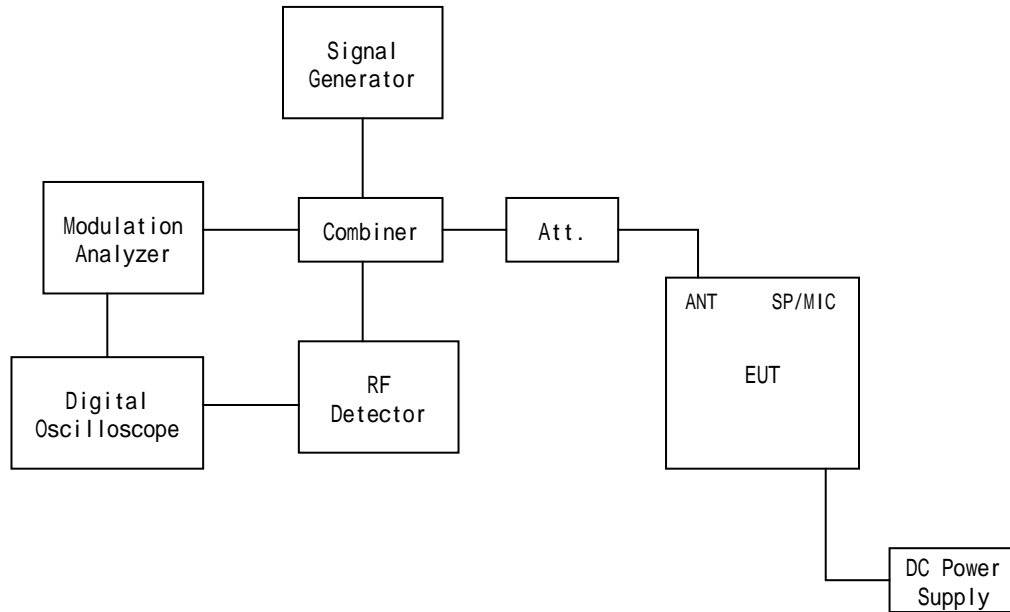 Signal
Generator
Modulation
Analyzer
Combiner
Att.
ANT SP/MIC
EUT
Digital
Oscilloscope
RF
Detector
DC Power
Supply